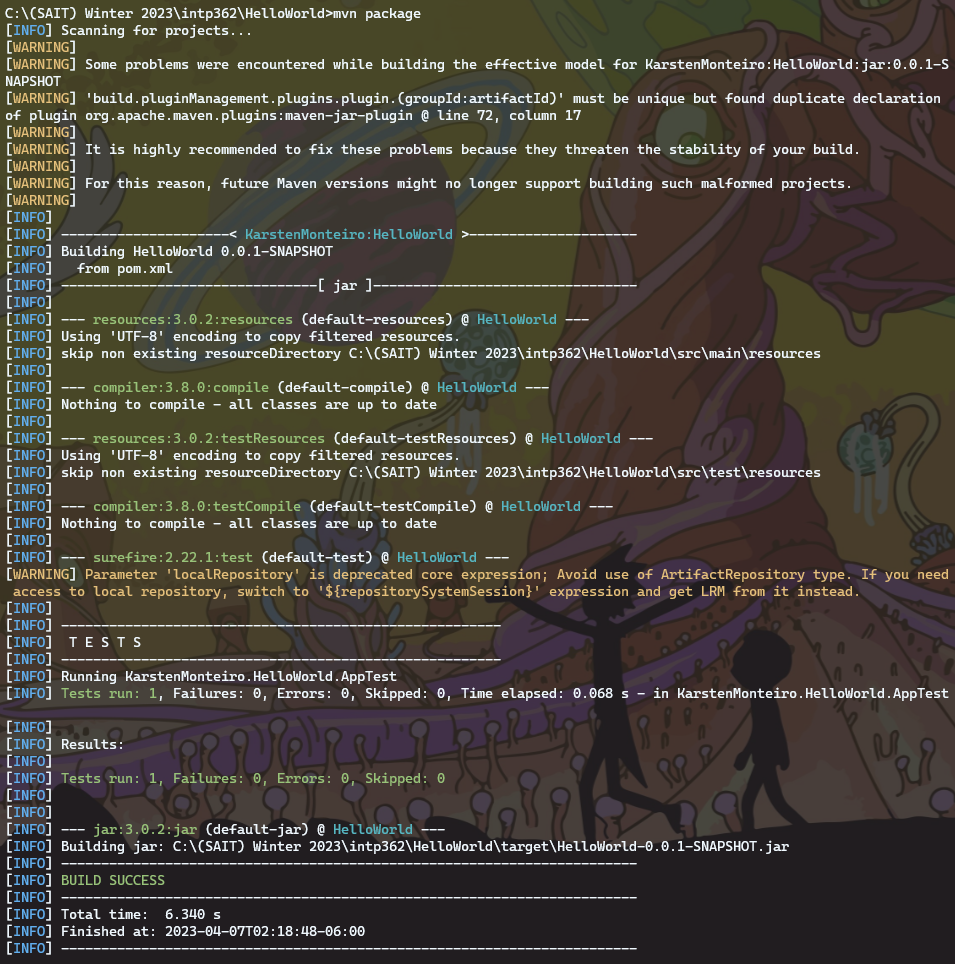 C:\(SAIT) Winter 2023\intp362\HelloWorld>mvn package
[INFO] Scanning for projects...
[WARNING]
[WARNING] Some problems were encountered while building the effective model for KarstenMonteiro:HelloWorld:jar:0.0.1-S
NAPSHOT
[WARNING] 'build.pluginManagement.plugins.plugin.(groupId:artifactId)' must be unique but found duplicate declaration
of plugin org.apache.maven.plugins:maven-jar-plugin @ line 72, column 17
[WARNING]
[WARNING] It is highly recommended to fix these problems because they threaten the stability of your build.
[WARNING]
[WARNING] For this reason, future Maven versions might no longer support building such malformed projects.
[WARNING]
[INFO]
[INFO] ---------------------< KarstenMonteiro:HelloWorld >---------------------
[INFO] Building HelloWorld 0.0.1-SNAPSHOT
[INFO]   from pom.xml
[INFO] --------------------------------[ jar ]---------------------------------
[INFO]
[INFO] --- resources:3.0.2:resources (default-resources) @ HelloWorld ---
[INFO] Using 'UTF-8' encoding to copy filtered resources.
[INFO] skip non existing resourceDirectory C:\(SAIT) Winter 2023\intp362\HelloWorld\src\main\resources
[INFO]
[INFO] --- compiler:3.8.0:compile (default-compile) @ HelloWorld ---
[INFO] Nothing to compile - all classes are up to date
[INFO]
[INFO] --- resources:3.0.2:testResources (default-testResources) @ HelloWorld ---
[INFO] Using 'UTF-8' encoding to copy filtered resources.
[INFO] skip non existing resourceDirectory C:\(SAIT) Winter 2023\intp362\HelloWorld\src\test\resources
[INFO]
[INFO] --- compiler:3.8.0:testCompile (default-testCompile) @ HelloWorld ---
[INFO] Nothing to compile - all classes are up to date
[INFO]
[INFO] --- surefire:2.22.1:test (default-test) @ HelloWorld ---
[WARNING] Parameter 'localRepository' is deprecated core expression; Avoid use of ArtifactRepository type. If you need
 access to local repository, switch to '${repositorySystemSession}' expression and get LRM from it instead.
[INFO]
[INFO] -------------------------------------------------------
[INFO]  T E S T S
[INFO] -------------------------------------------------------
[INFO] Running KarstenMonteiro.HelloWorld.AppTest
[INFO] Tests run: 1, Failures: 0, Errors: 0, Skipped: 0, Time elapsed: 0.068 s - in KarstenMonteiro.HelloWorld.AppTest
[INFO]
[INFO] Results:
[INFO]
[INFO] Tests run: 1, Failures: 0, Errors: 0, Skipped: 0
[INFO]
[INFO]
[INFO] --- jar:3.0.2:jar (default-jar) @ HelloWorld ---
[INFO] Building jar: C:\(SAIT) Winter 2023\intp362\HelloWorld\target\HelloWorld-0.0.1-SNAPSHOT.jar
[INFO] ------------------------------------------------------------------------
[INFO] BUILD SUCCESS
[INFO] ------------------------------------------------------------------------
[INFO] Total time:  6.340 s
[INFO] Finished at: 2023-04-07T02:18:48-06:00
[INFO] ------------------------------------------------------------------------